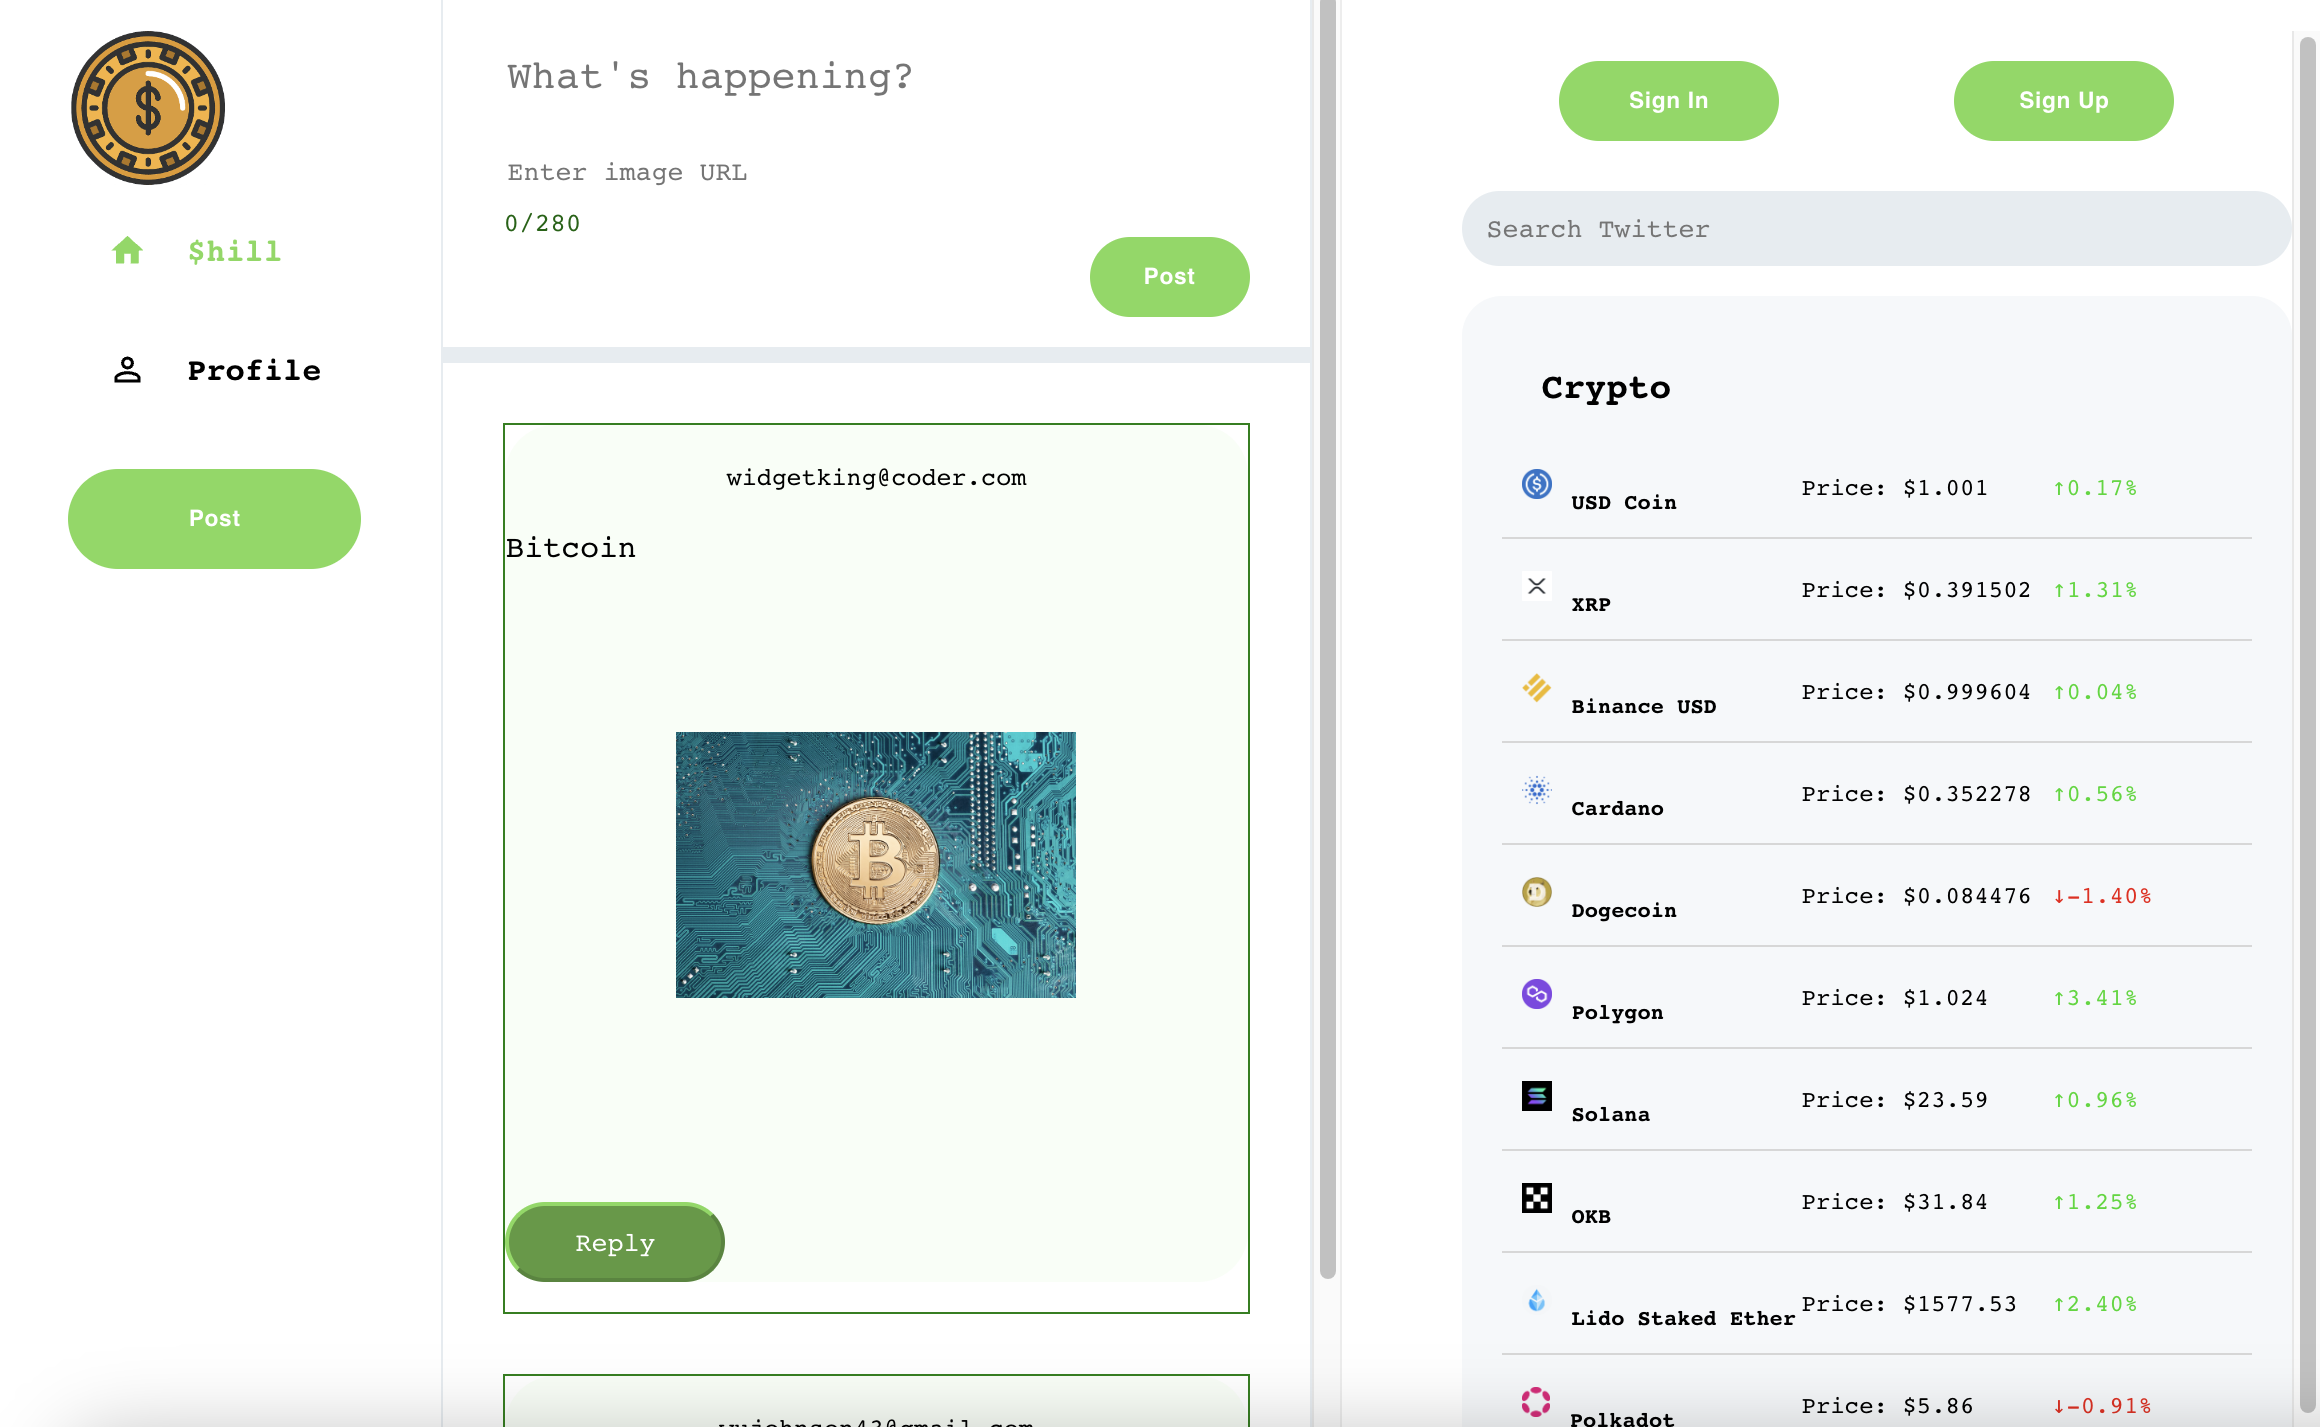 $hill
Profile
Post
What's happening?
Enter image URL
0/280
Post
widgetking@coder.com
Bitcoin
Reply
Sign In
Sign Up
Search Twitter
Crypto
USD Coin Price: $1.001 ↑0.17%
XRP Price: $0.391502 ↑1.31%
Binance USD Price: $0.999604 ↑0.04%
Cardano Price: $0.352278 ↑0.56%
Dogecoin Price: $0.084476 ↓-1.40%
Polygon Price: $1.024 ↑3.41%
Solana Price: $23.59 ↑0.96%
OKB Price: $31.84 ↑1.25%
Lido Staked Ether Price: $1577.53 ↑2.40%
Polkadot Price: $5.86 ↓-0.91%